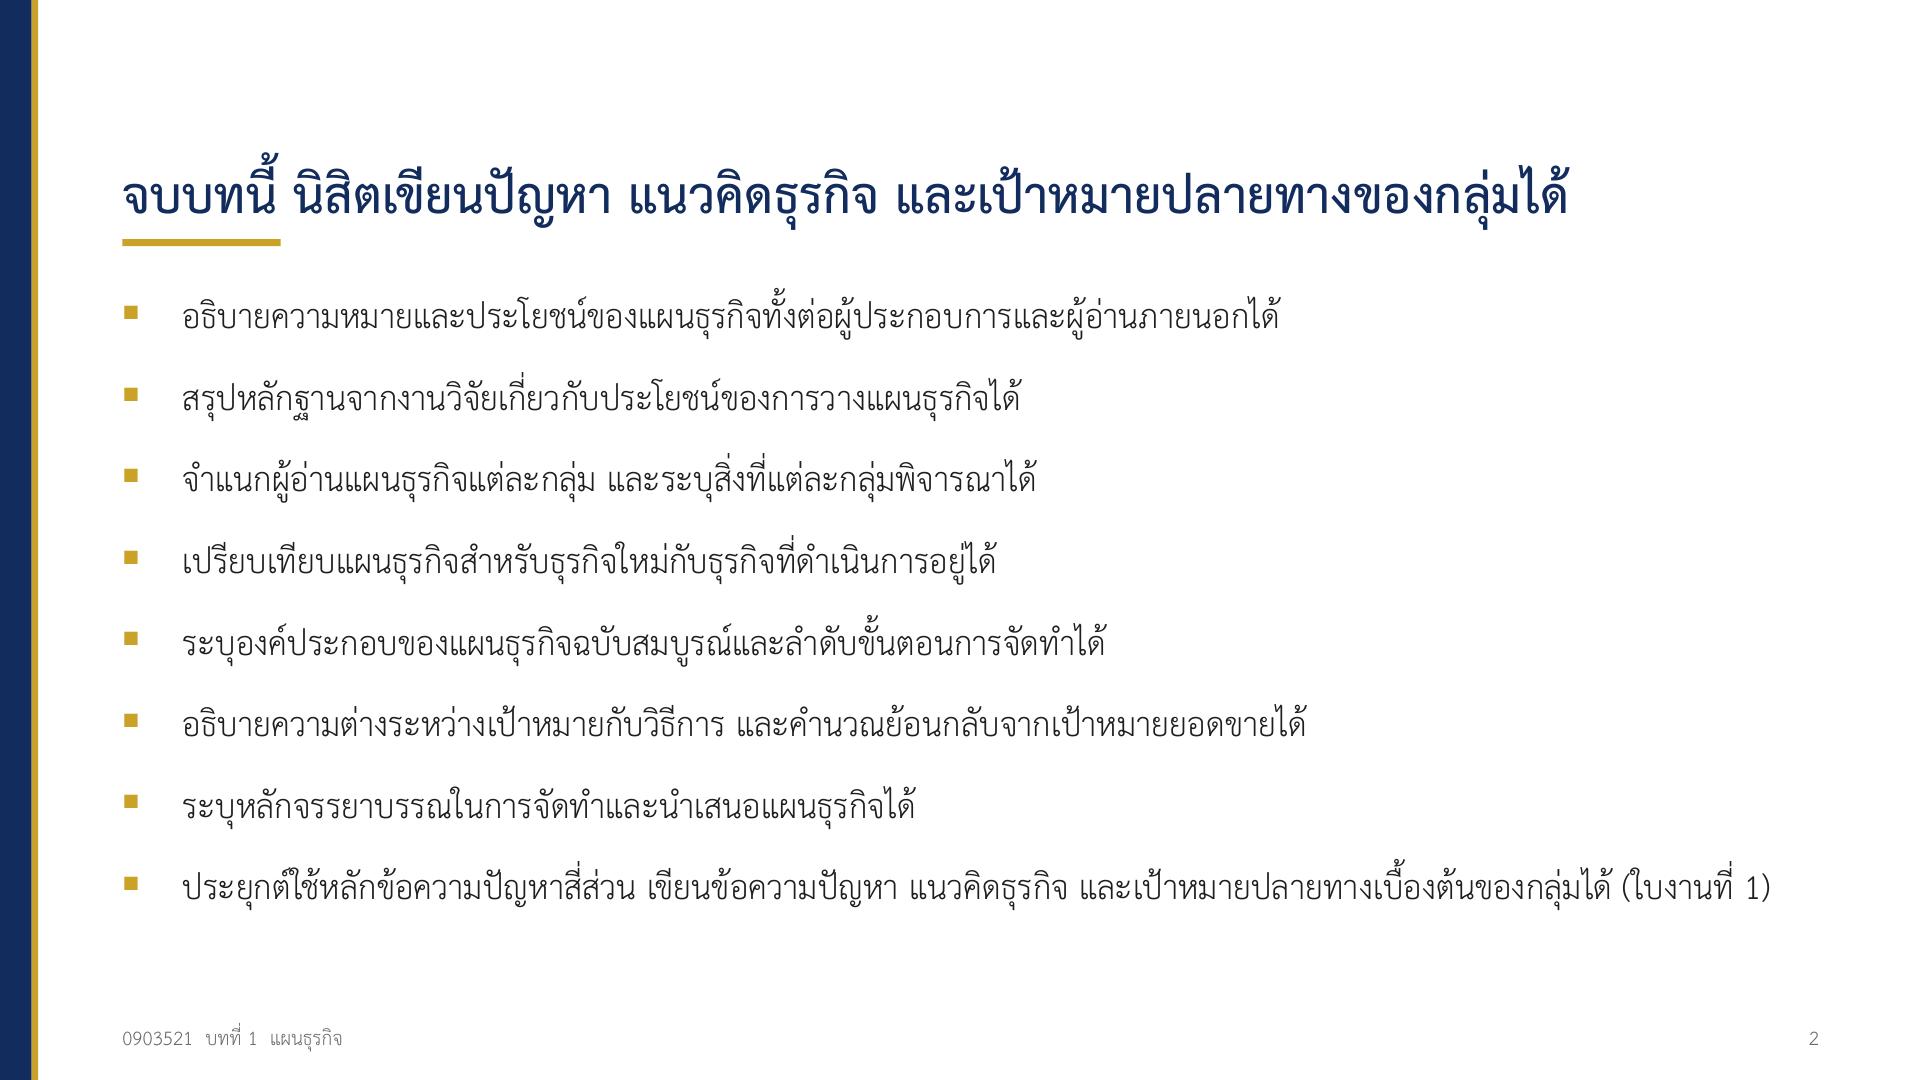 จบบทนี้ นิสิตเขียนปัญหา แนวคิดธุรกิจ และเป้าหมายปลายทางของกลุ่มได้
อธิบายความหมายและประโยชน์ของแผนธุรกิจทั้งต่อผู้ประกอบการและผู้อ่านภายนอกได้
สรุปหลักฐานจากงานวิจัยเกี่ยวกับประโยชน์ของการวางแผนธุรกิจได้
จำแนกผู้อ่านแผนธุรกิจแต่ละกลุ่ม และระบุสิ่งที่แต่ละกลุ่มพิจารณาได้
เปรียบเทียบแผนธุรกิจสำหรับธุรกิจใหม่กับธุรกิจที่ดำเนินการอยู่ได้
ระบุองค์ประกอบของแผนธุรกิจฉบับสมบูรณ์และลำดับขั้นตอนการจัดทำได้
อธิบายความต่างระหว่างเป้าหมายกับวิธีการ และคำนวณย้อนกลับจากเป้าหมายยอดขายได้
ระบุหลักจรรยาบรรณในการจัดทำและนำเสนอแผนธุรกิจได้
ประยุกต์ใช้หลักข้อความปัญหาสี่ส่วน เขียนข้อความปัญหา แนวคิดธุรกิจ และเป้าหมายปลายทางเบื้องต้นของกลุ่มได้ (ใบงานที่ 1)
0903521 บทที่ 1 แผนธุรกิจ
2